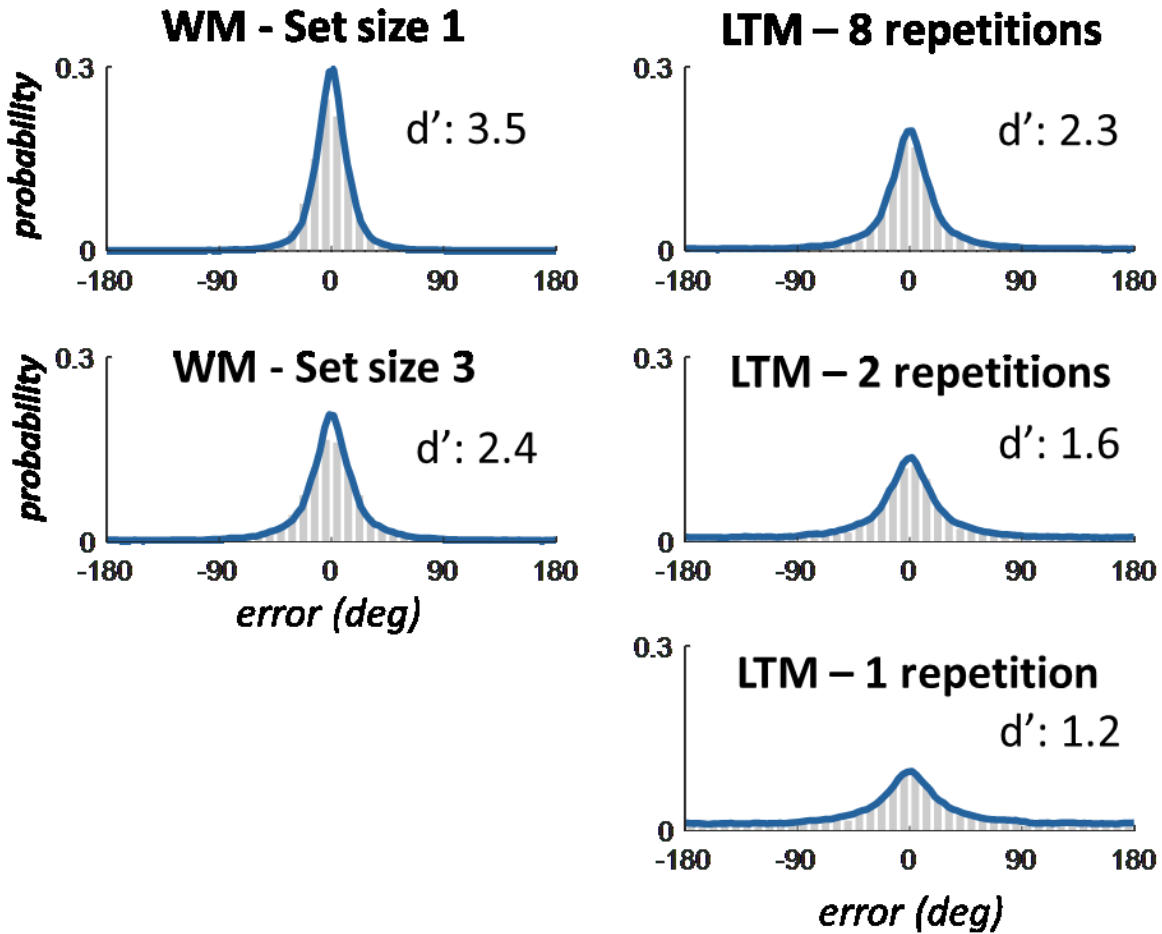 WM - Set size 1
probability
0.3
0
d’: 3.5
-180 -90 0 90 180
LTM – 8 repetitions
0.3
0
d’: 2.3
-180 -90 0 90 180
WM - Set size 3
probability
0.3
0
d’: 2.4
-180 -90 0 90 180
error (deg)
LTM – 2 repetitions
0.3
0
d’: 1.6
-180 -90 0 90 180
LTM – 1 repetition
0.3
0
d’: 1.2
-180 -90 0 90 180
error (deg)